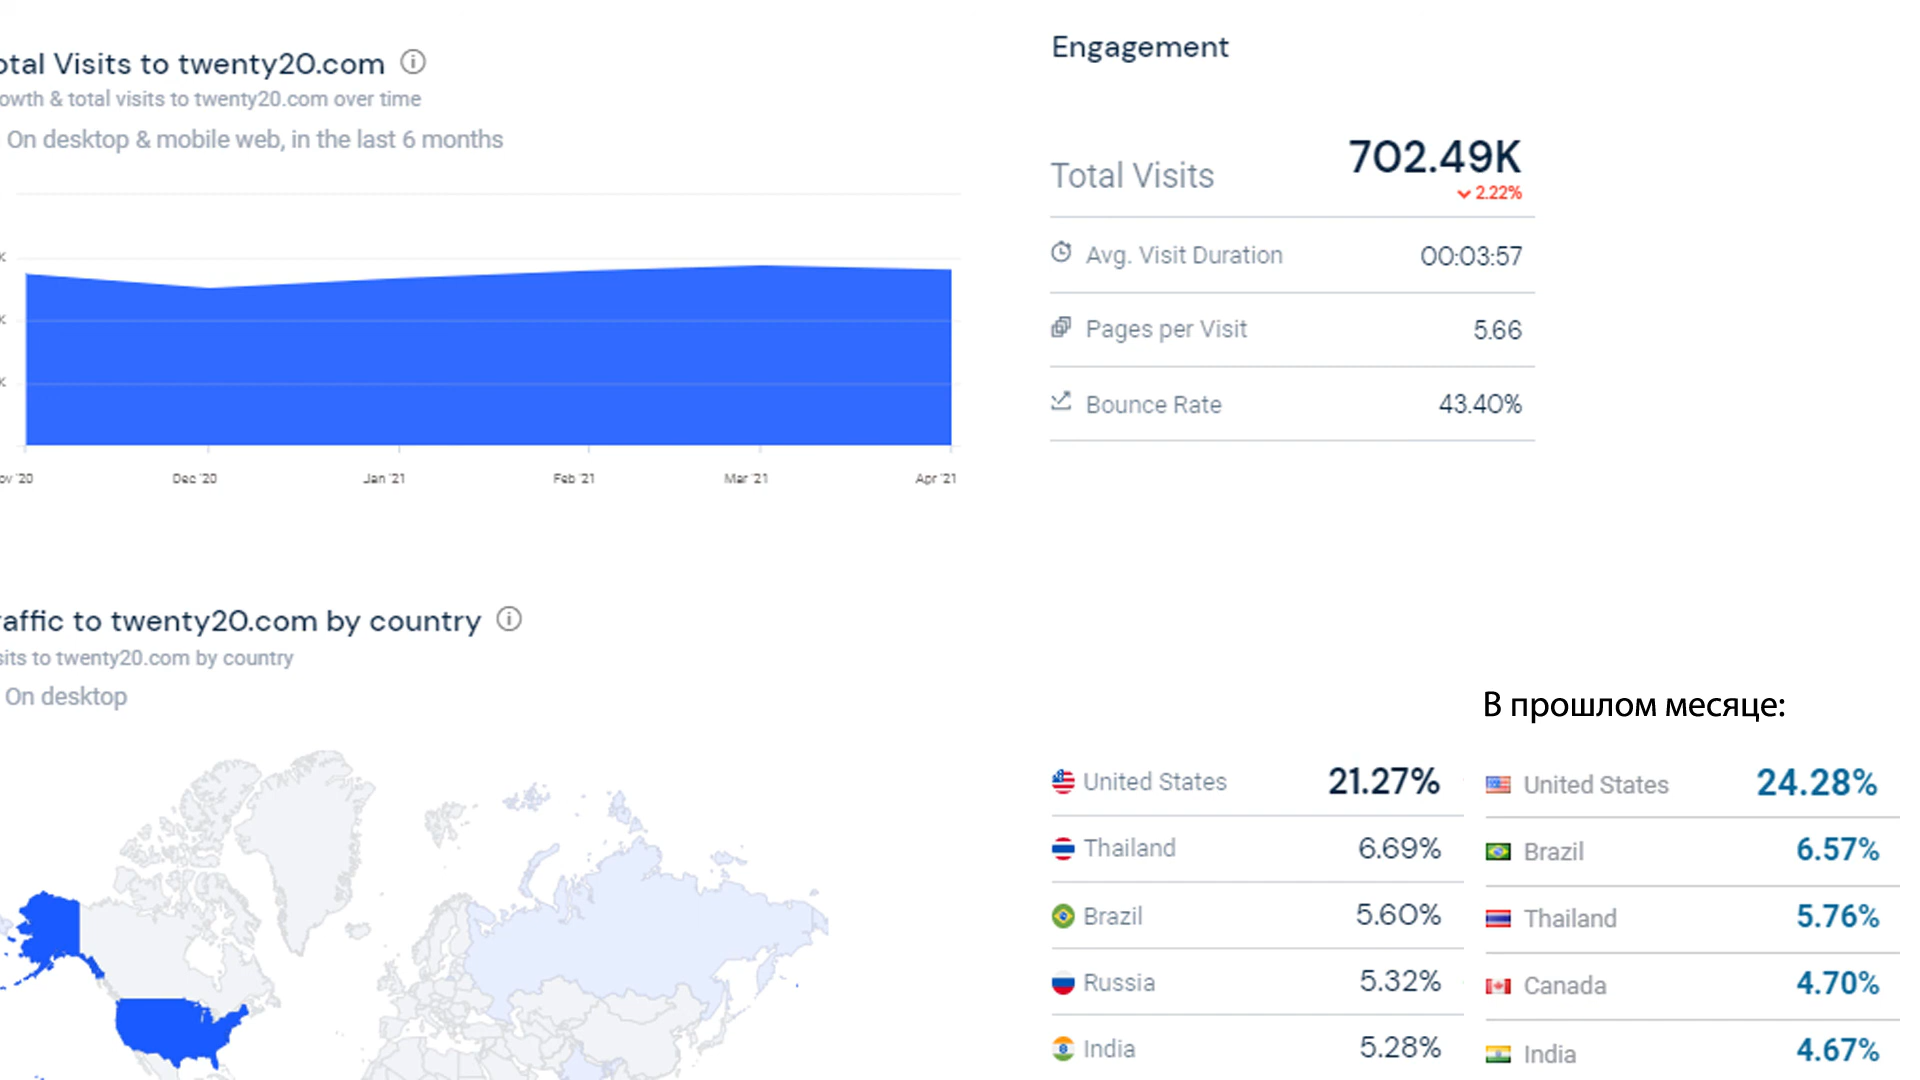 otal Visits to twenty20.com
owth & total visits to twenty20.com over time
On desktop & mobile web, in the last 6 months
K
K
K
ov '20 Dec '20 Jan '21 Feb '21 Mar '21 Apr '21
Engagement
Total Visits 702.49K
2.22%
Avg. Visit Duration 00:03:57
Pages per Visit 5.66
Bounce Rate 43.40%
raffic to twenty20.com by country
sits to twenty20.com by country
On desktop
United States 21.27%
Thailand 6.69%
Brazil 5.60%
Russia 5.32%
India 5.28%
В прошлом месяце:
United States 24.28%
Brazil 6.57%
Thailand 5.76%
Canada 4.70%
India 4.67%